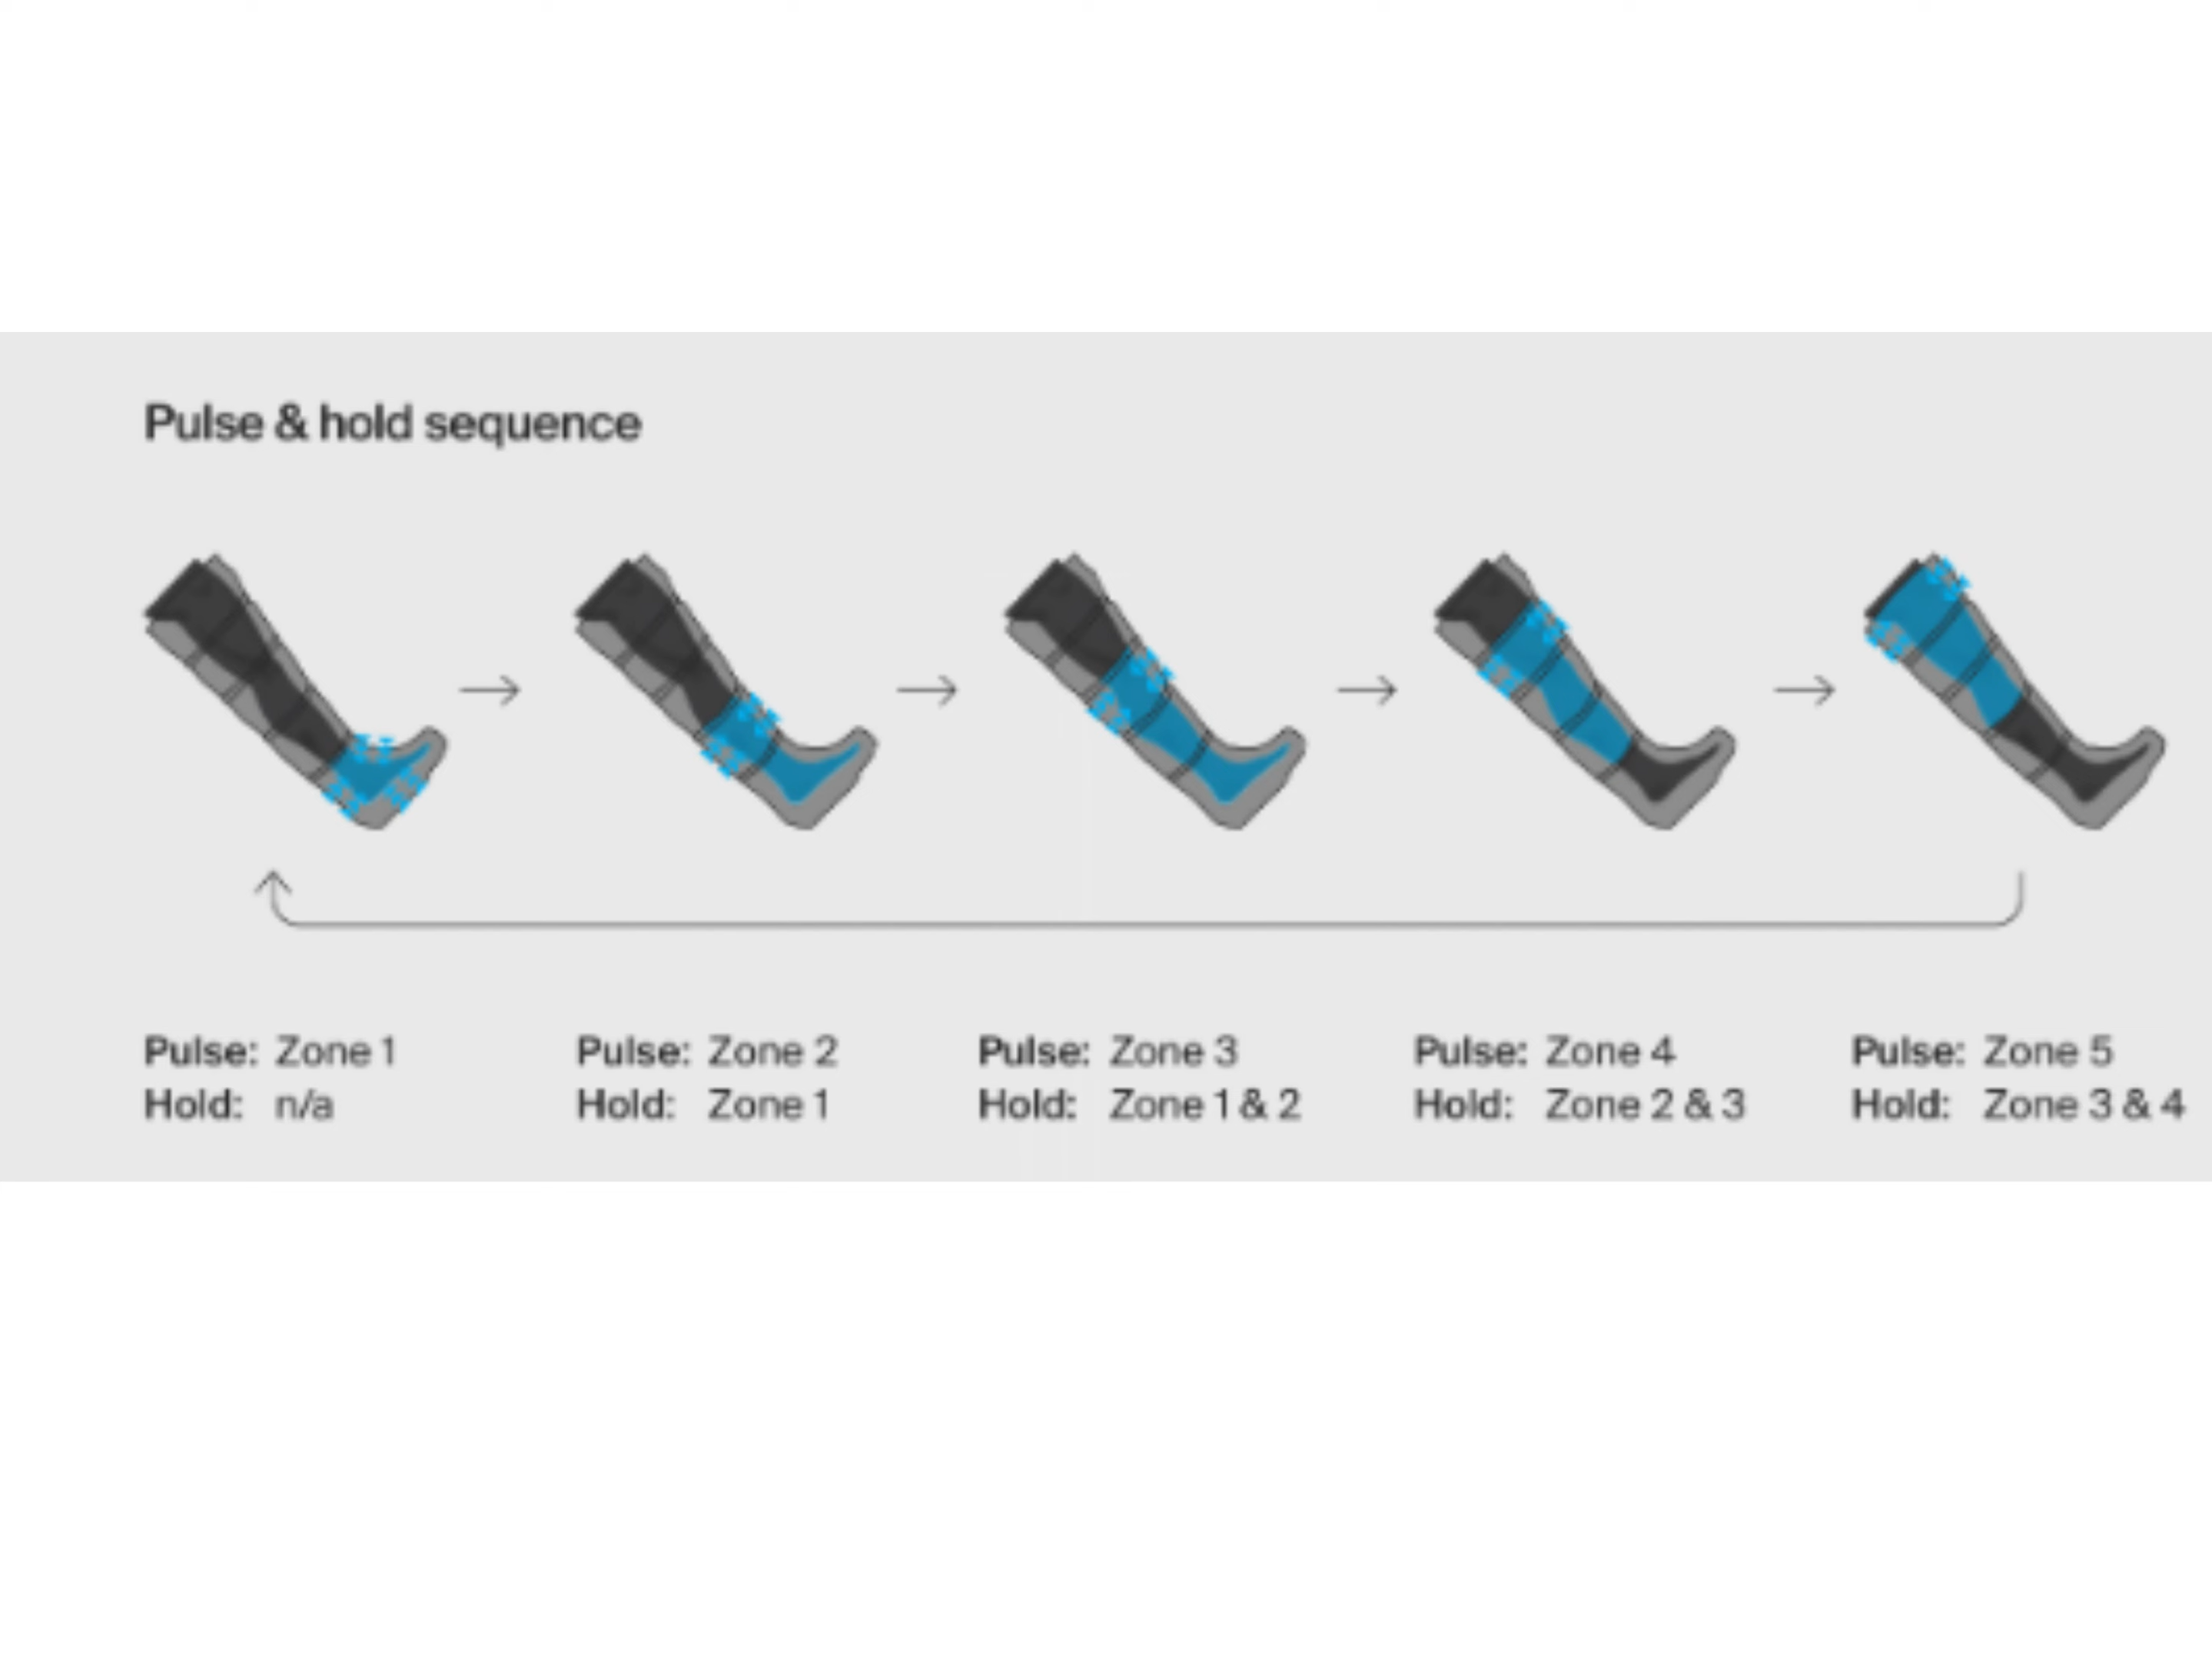 Pulse & hold sequence
Pulse: Zone 1
Hold: n/a
Pulse: Zone 2
Hold: Zone 1
Pulse: Zone 3
Hold: Zone 1 & 2
Pulse: Zone 4
Hold: Zone 2 & 3
Pulse: Zone 5
Hold: Zone 3 & 4